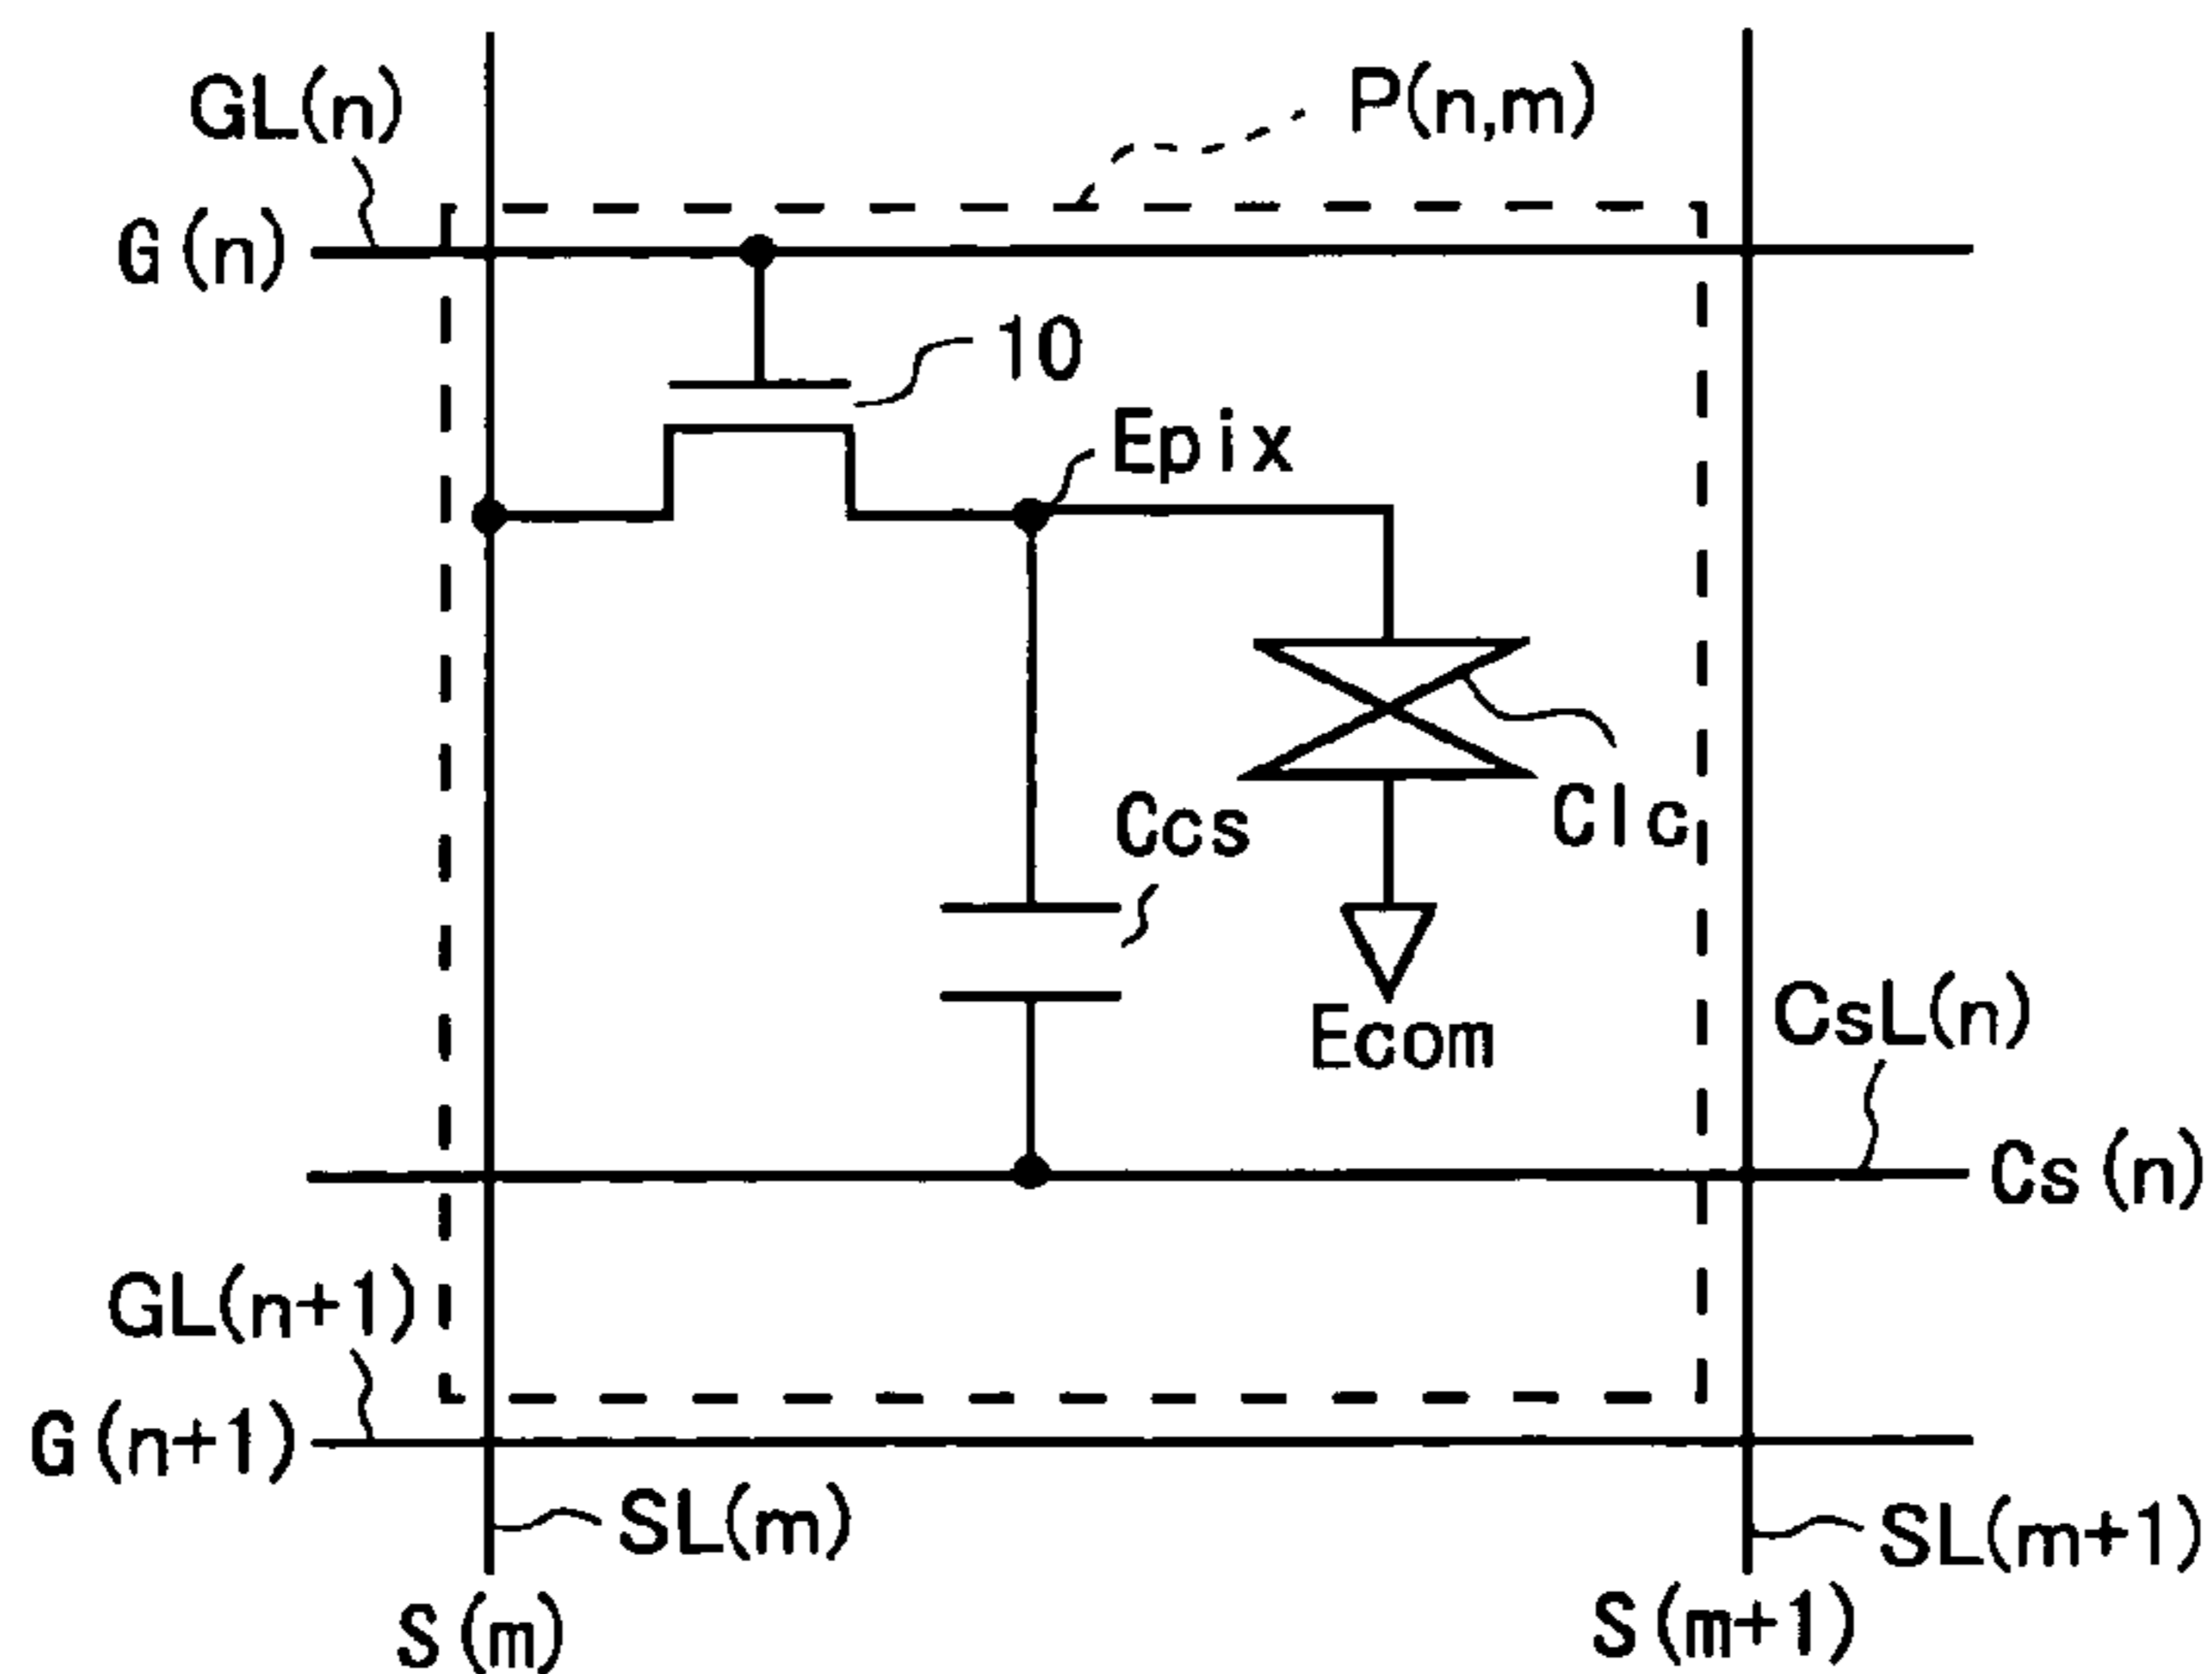 GL(n)
P(n,m)
G(n)
10
Epix
Clc
Ccs
CsL(n)
Ecom
Cs(n)
GL(n+1)
G(n+1)
SL(m)
SL(m+1)
S(m)
S(m+1)